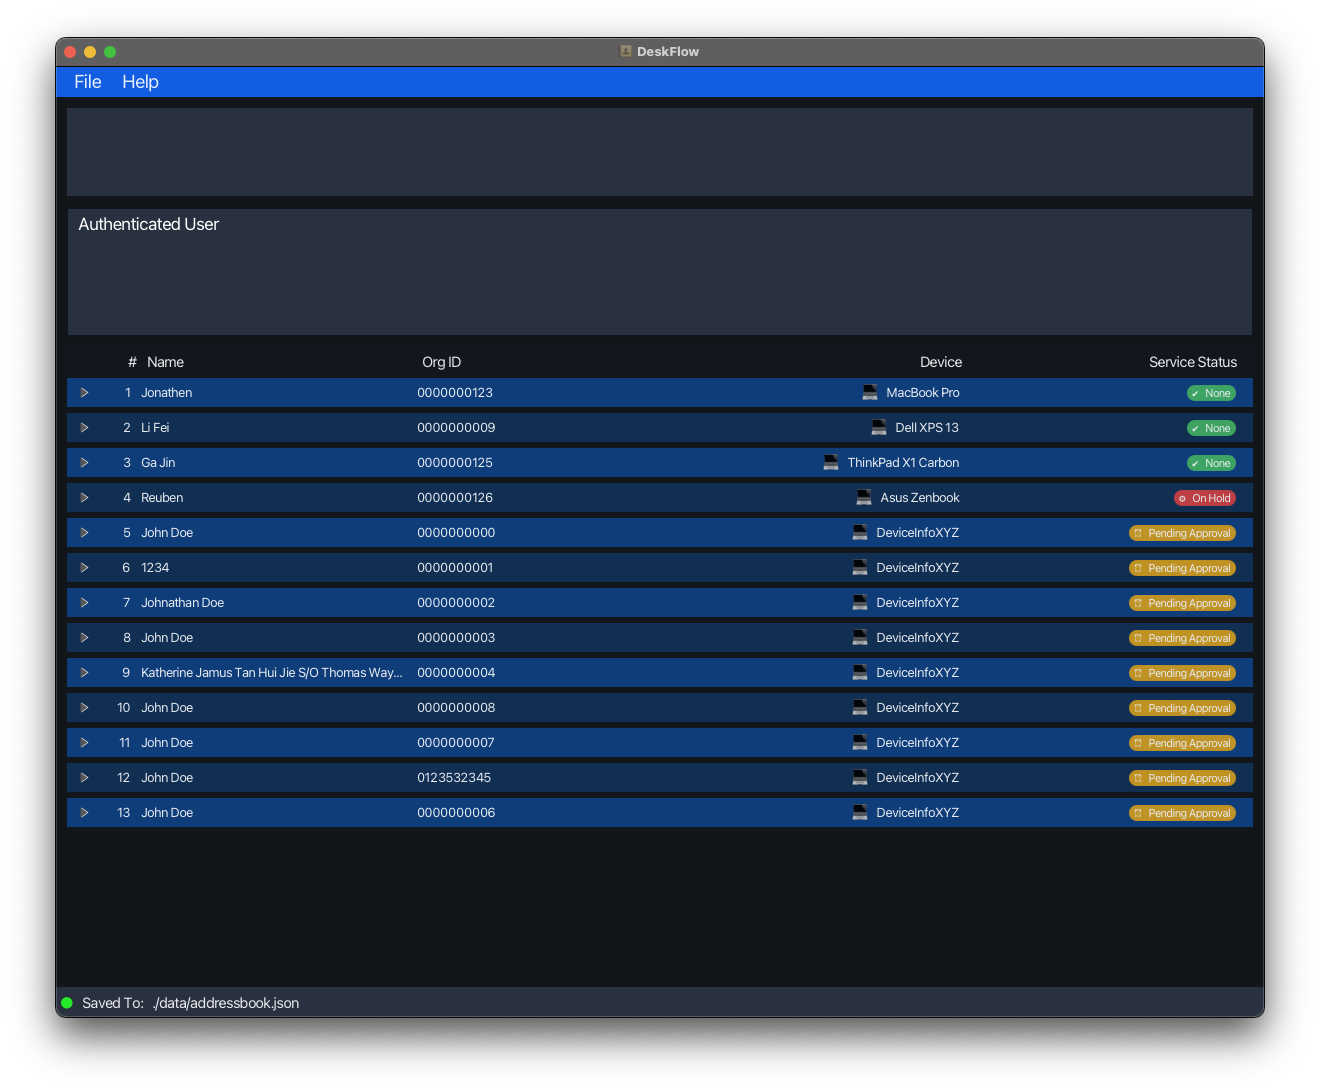 DeskFlow
File Help
Authenticated User
# Name Org ID Device Service Status
1 Jonathen 0000000123 MacBook Pro ✔ None
2 Li Fei 0000000009 Dell XPS 13 ✔ None
3 Ga Jin 0000000125 ThinkPad X1 Carbon ✔ None
4 Reuben 0000000126 Asus Zenbook On Hold
5 John Doe 0000000000 DeviceInfoXYZ Pending Approval
6 1234 0000000001 DeviceInfoXYZ Pending Approval
7 Johnathan Doe 0000000002 DeviceInfoXYZ Pending Approval
8 John Doe 0000000003 DeviceInfoXYZ Pending Approval
9 Katherine Jamus Tan Hui Jie S/O Thomas Way... 0000000004 DeviceInfoXYZ Pending Approval
10 John Doe 0000000008 DeviceInfoXYZ Pending Approval
11 John Doe 0000000007 DeviceInfoXYZ Pending Approval
12 John Doe 0123532345 DeviceInfoXYZ Pending Approval
13 John Doe 0000000006 DeviceInfoXYZ Pending Approval
Saved To: ./data/addressbook.json